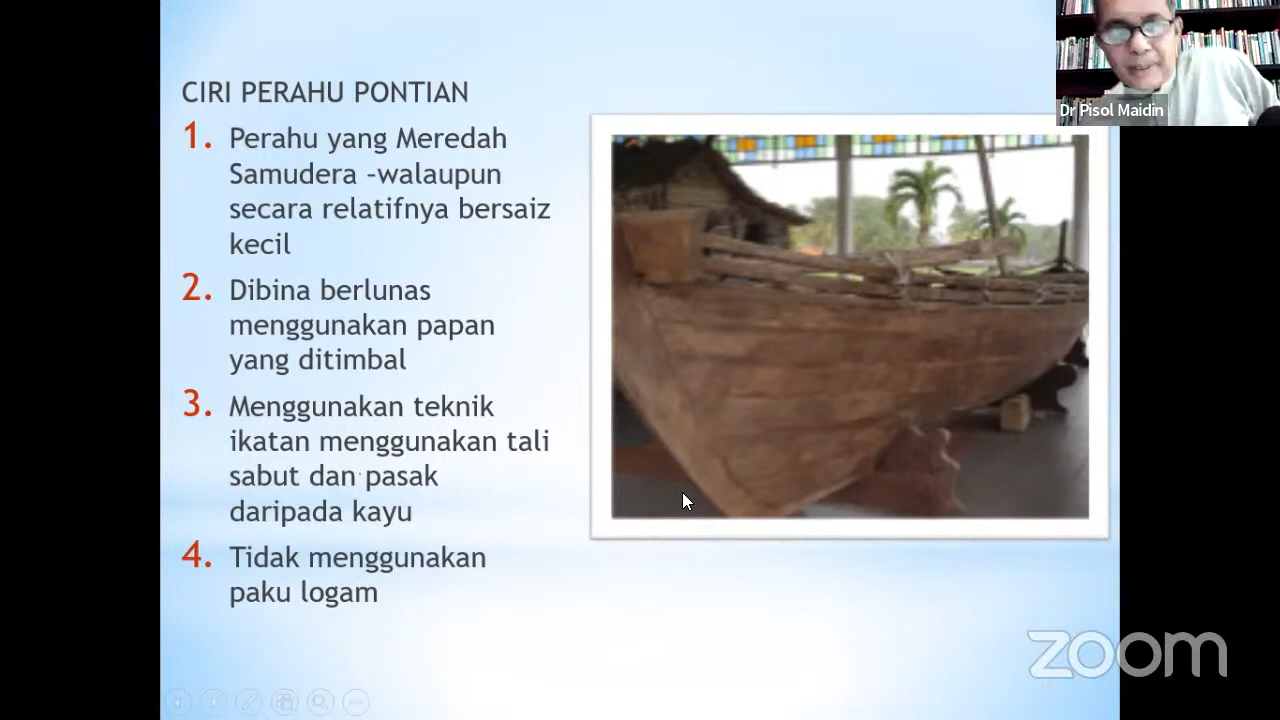 CIRI PERAHU PONTIAN
1. Perahu yang Meredah
Samudera -walaupun
secara relatifnya bersaiz
kecil
2. Dibina berlunas
menggunakan papan
yang ditimbal
3. Menggunakan teknik
ikatan menggunakan tali
sabut dan pasak
daripada kayu
4. Tidak menggunakan
paku logam
Dr Pisol Maidin
zoom